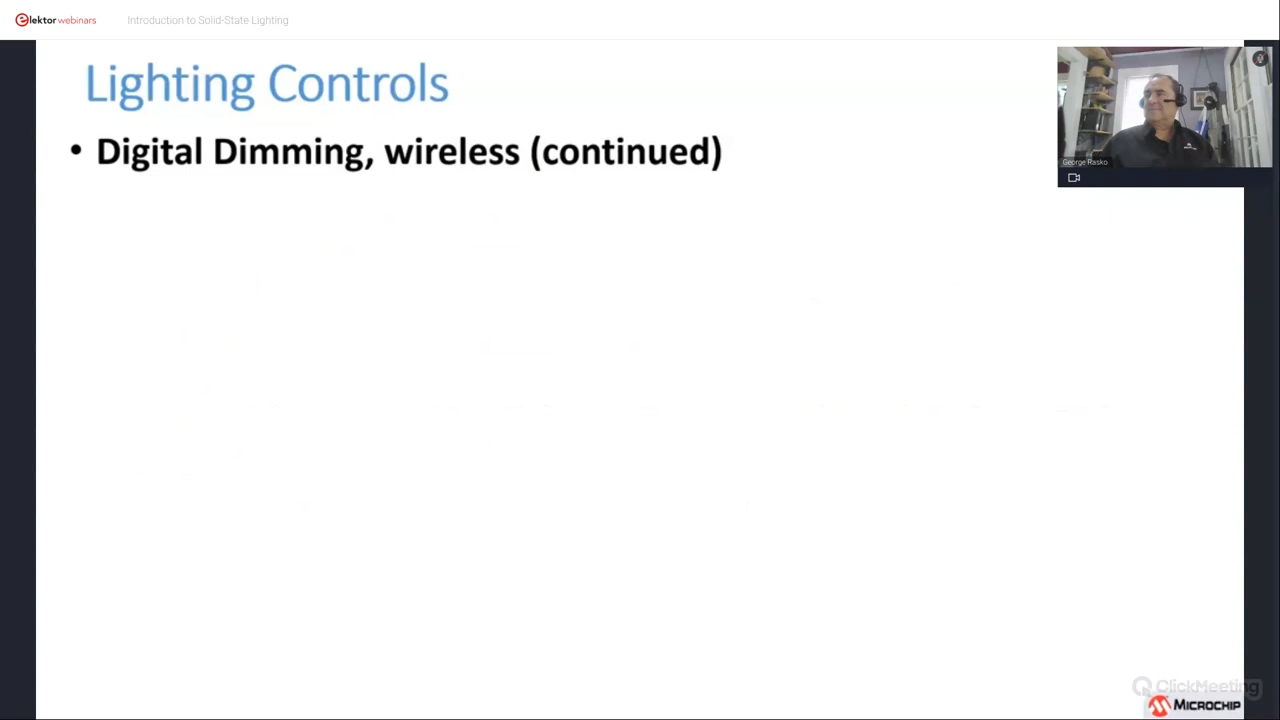 elektor webinars
Introduction to Solid-State Lighting
Lighting Controls
• Digital Dimming, wireless (continued)
George Rasko
ClickMeeting
MICROCHIP